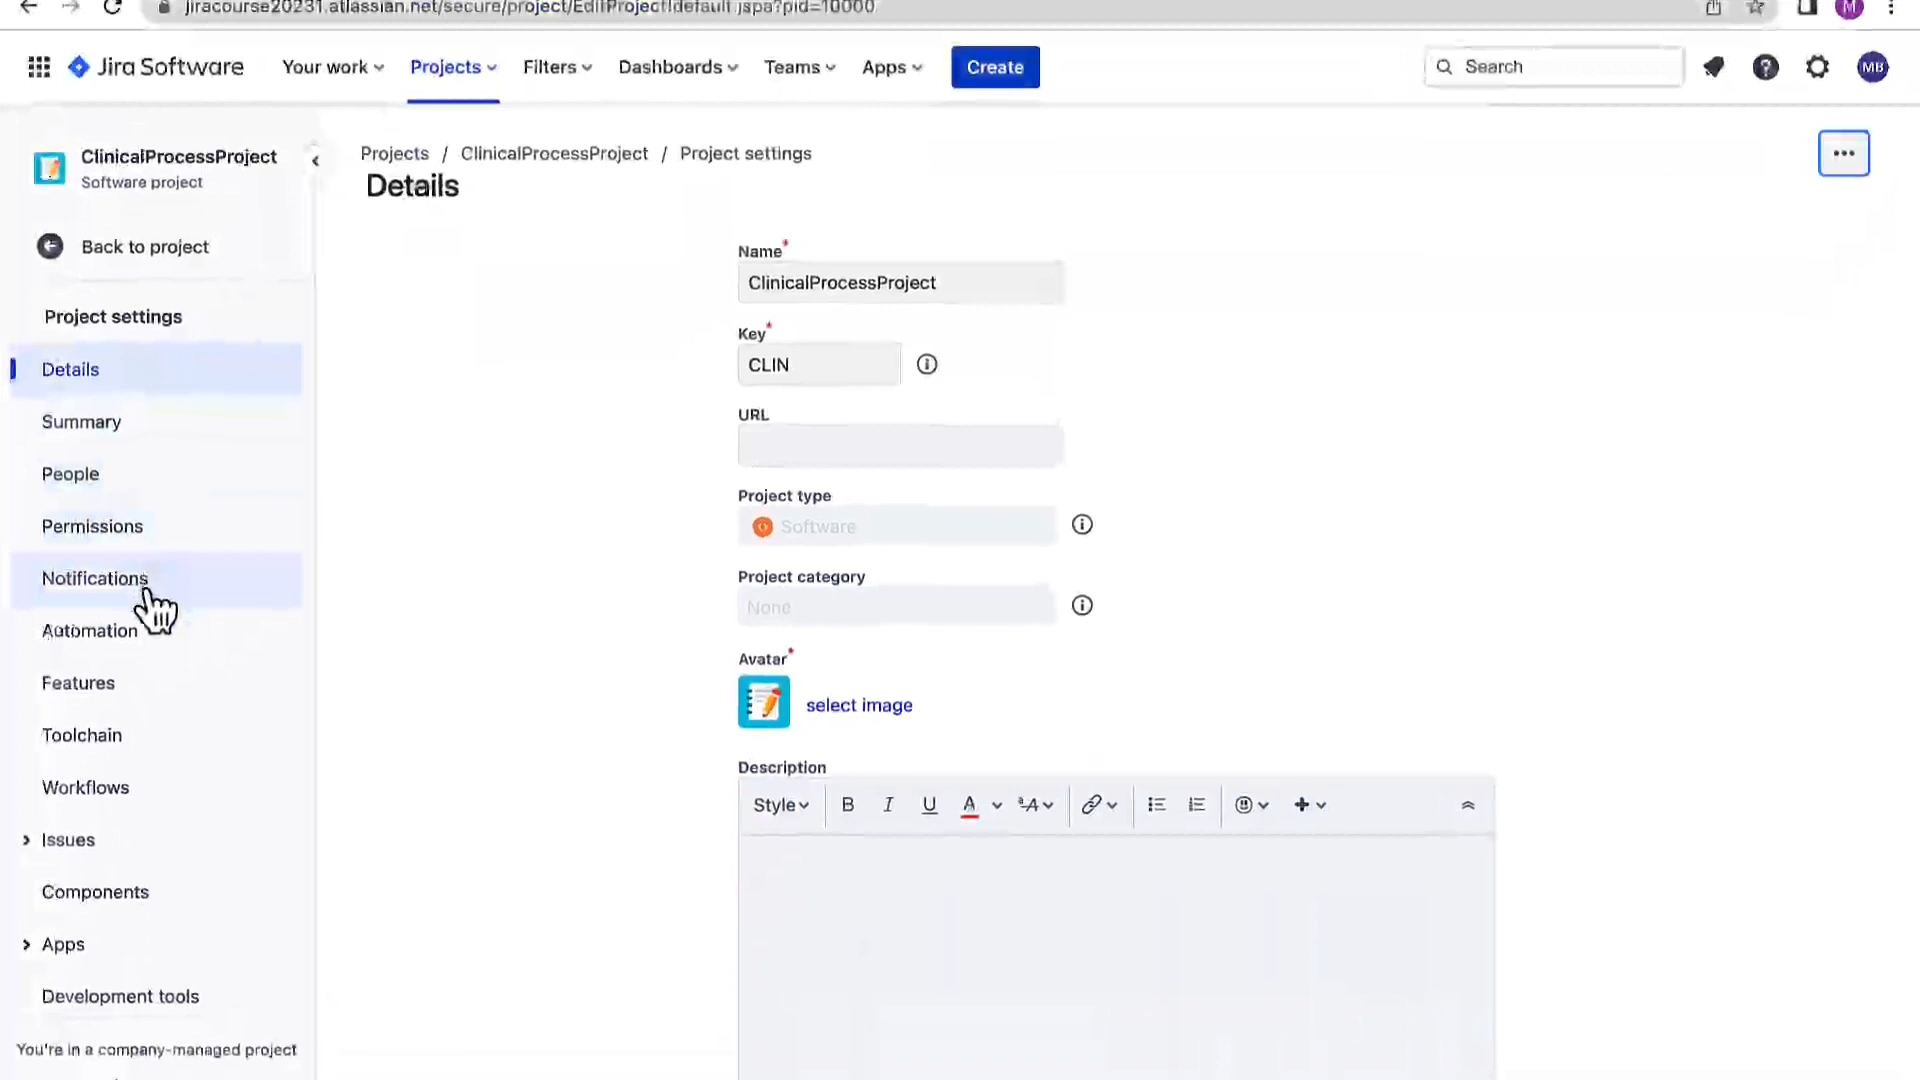 jiracourse20231.atlassian.net/secure/project/EditProject!default.jspa?pid=10000
M
Jira Software
Your work
Projects
Filters
Dashboards
Teams
Apps
Create
Search
MB
ClinicalProcessProject
Software project
Back to project
Project settings
Details
Summary
People
Permissions
Notifications
Automation
Features
Toolchain
Workflows
Issues
Components
Apps
Development tools
You're in a company-managed project
Projects / ClinicalProcessProject / Project settings
Details
Name*
ClinicalProcessProject
Key*
CLIN
URL
Project type
Software
Project category
None
Avatar*
select image
Description
Style
B I U A ªA